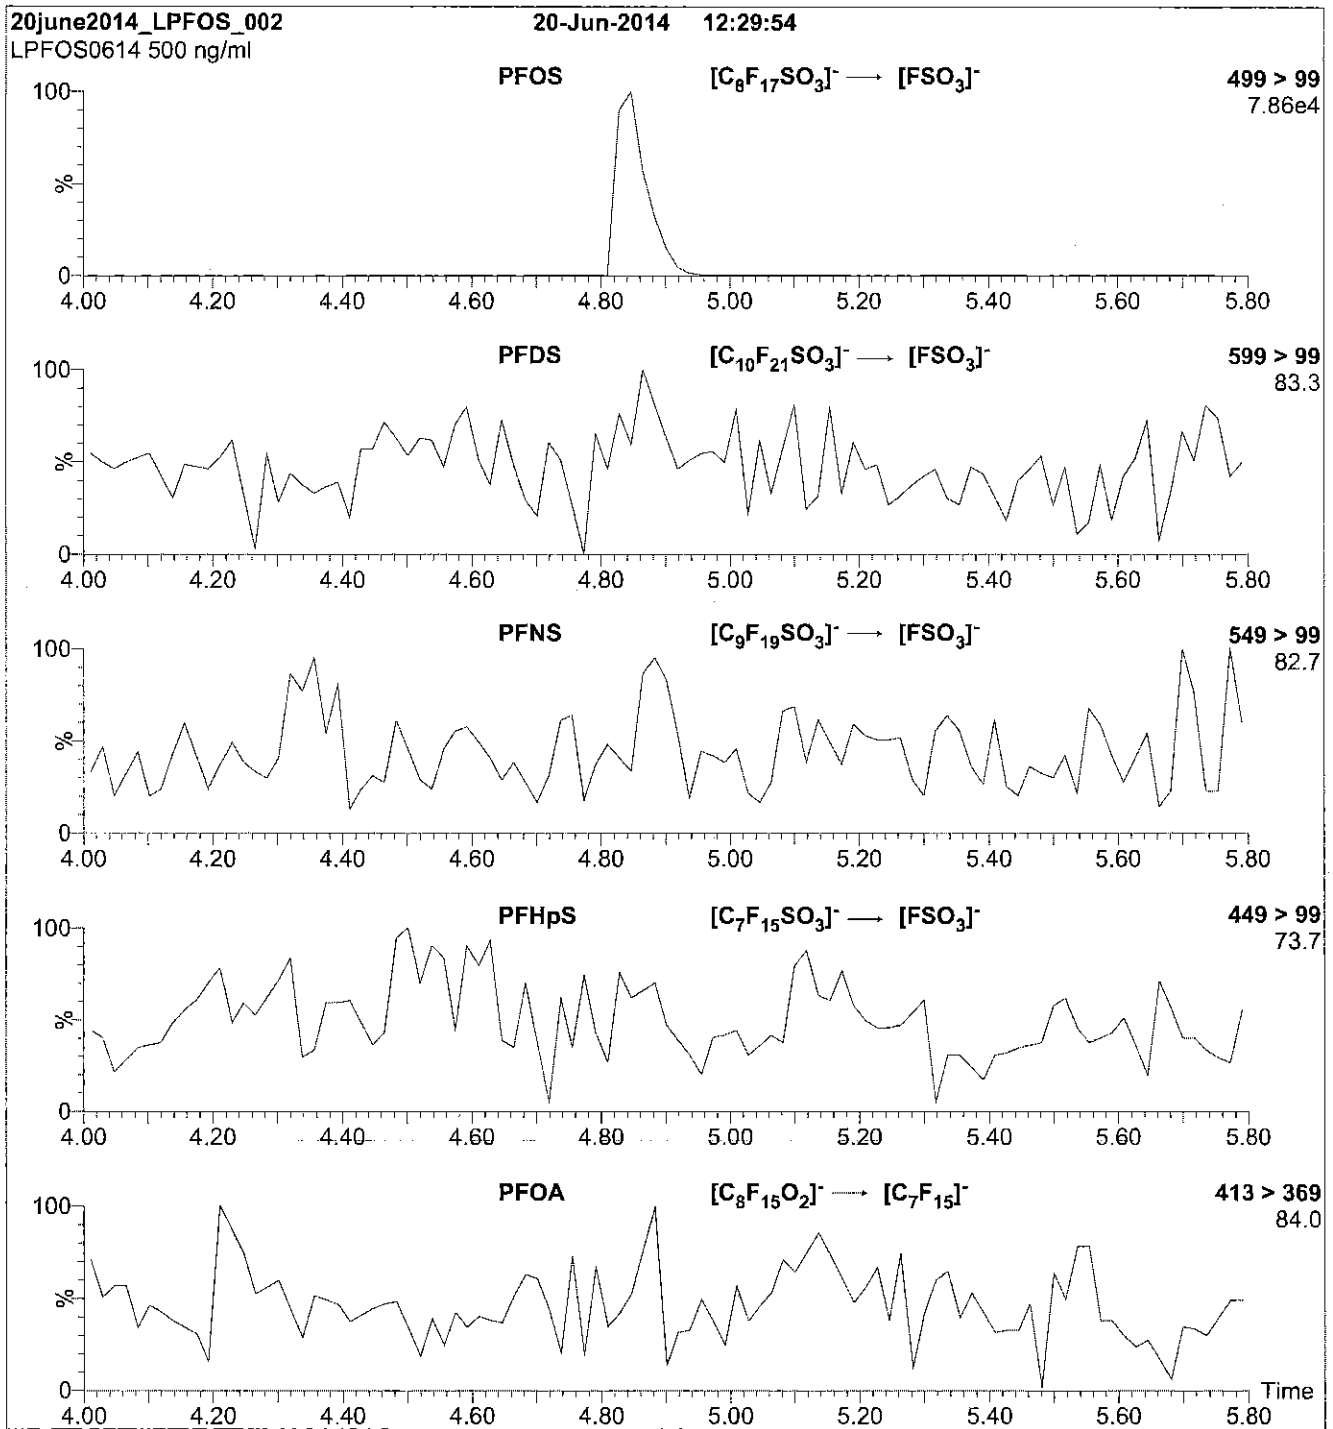 20june2014_LPFOS_002 20-Jun-2014 12:29:54
LPFOS0614 500 ng/ml
PFOS [C₈F₁₇SO₃]⁻ → [FSO₃]⁻ 499 > 99
7.86e4
100
%
0
4.00 4.20 4.40 4.60 4.80 5.00 5.20 5.40 5.60 5.80
PFDS [C₁₀F₂₁SO₃]⁻ → [FSO₃]⁻ 599 > 99
83.3
100
%
0
4.00 4.20 4.40 4.60 4.80 5.00 5.20 5.40 5.60 5.80
PFNS [C₉F₁₉SO₃]⁻ → [FSO₃]⁻ 549 > 99
82.7
100
%
0
4.00 4.20 4.40 4.60 4.80 5.00 5.20 5.40 5.60 5.80
PFHpS [C₇F₁₅SO₃]⁻ → [FSO₃]⁻ 449 > 99
73.7
100
%
0
4.00 4.20 4.40 4.60 4.80 5.00 5.20 5.40 5.60 5.80
PFOA [C₈F₁₅O₂]⁻ → [C₇F₁₅]⁻ 413 > 369
84.0
100
%
0 Time
4.00 4.20 4.40 4.60 4.80 5.00 5.20 5.40 5.60 5.80